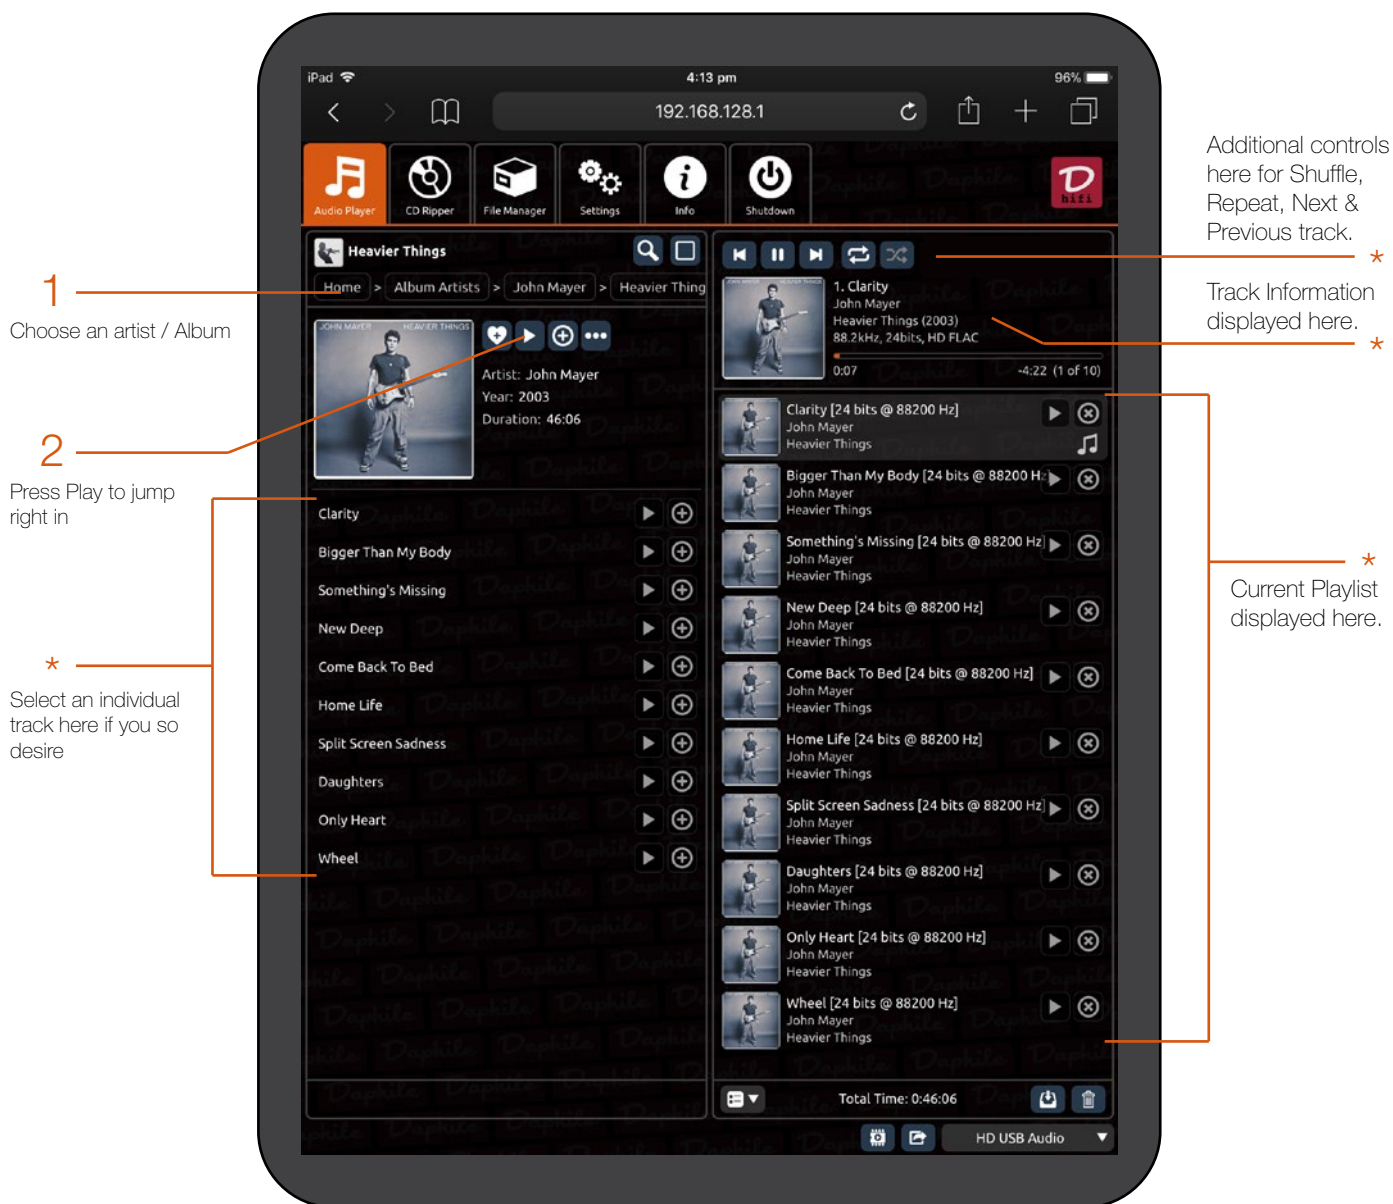 iPad
4:13 pm
96%
192.168.128.1
Audio Player
CD Ripper
File Manager
Settings
Info
Shutdown
D
hifi
Heavier Things
Home > Album Artists > John Mayer > Heavier Thing
JOHN MAYER HEAVIER THINGS
Artist: John Mayer
Year: 2003
Duration: 46:06
Clarity
Bigger Than My Body
Something's Missing
New Deep
Come Back To Bed
Home Life
Split Screen Sadness
Daughters
Only Heart
Wheel
1. Clarity
John Mayer
Heavier Things (2003)
88.2kHz, 24bits, HD FLAC
0:07
-4:22 (1 of 10)
Clarity [24 bits @ 88200 Hz]
John Mayer
Heavier Things
Bigger Than My Body [24 bits @ 88200 Hz
John Mayer
Heavier Things
Something's Missing [24 bits @ 88200 Hz]
John Mayer
Heavier Things
New Deep [24 bits @ 88200 Hz]
John Mayer
Heavier Things
Come Back To Bed [24 bits @ 88200 Hz]
John Mayer
Heavier Things
Home Life [24 bits @ 88200 Hz]
John Mayer
Heavier Things
Split Screen Sadness [24 bits @ 88200 Hz]
John Mayer
Heavier Things
Daughters [24 bits @ 88200 Hz]
John Mayer
Heavier Things
Only Heart [24 bits @ 88200 Hz]
John Mayer
Heavier Things
Wheel [24 bits @ 88200 Hz]
John Mayer
Heavier Things
Total Time: 0:46:06
HD USB Audio
1
Choose an artist / Album
2
Press Play to jump
right in
*
Select an individual
track here if you so
desire
Additional controls
here for Shuffle,
Repeat, Next &
Previous track.
*
Track Information
displayed here.
*
*
Current Playlist
displayed here.